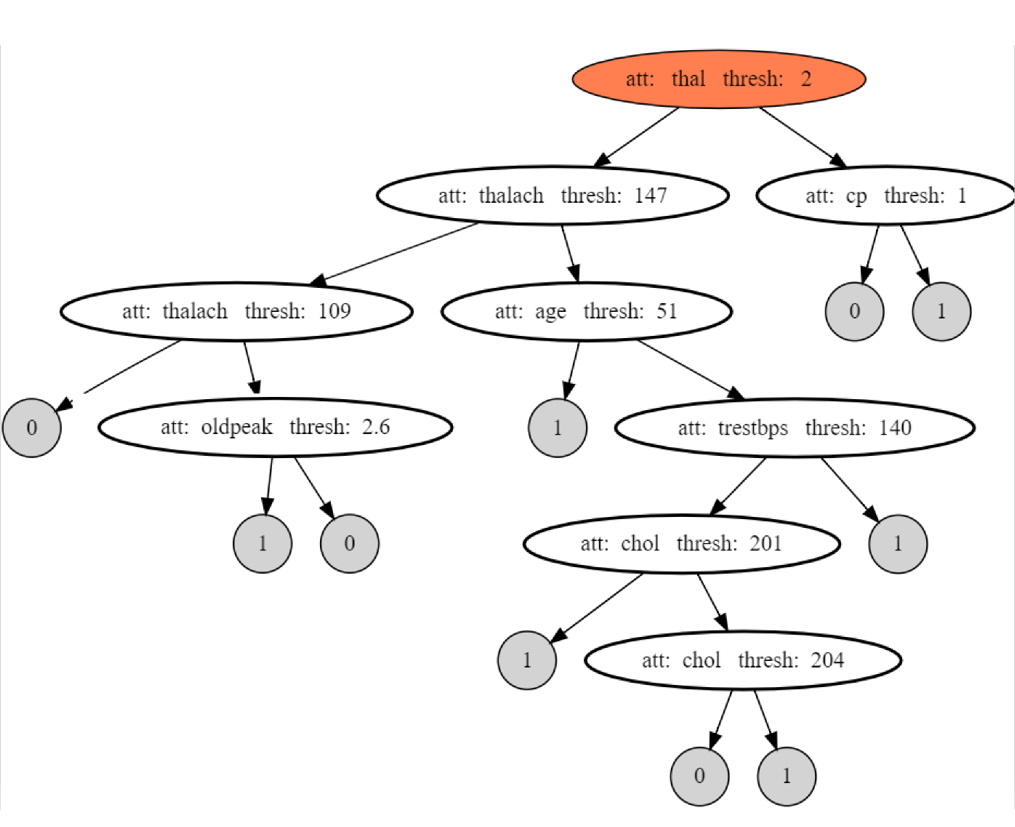 att: thal thresh: 2
att: thalach thresh: 147
att: cp thresh: 1
att: thalach thresh: 109
att: age thresh: 51
0
1
0
att: oldpeak thresh: 2.6
1
att: trestbps thresh: 140
1
0
att: chol thresh: 201
1
1
att: chol thresh: 204
0
1